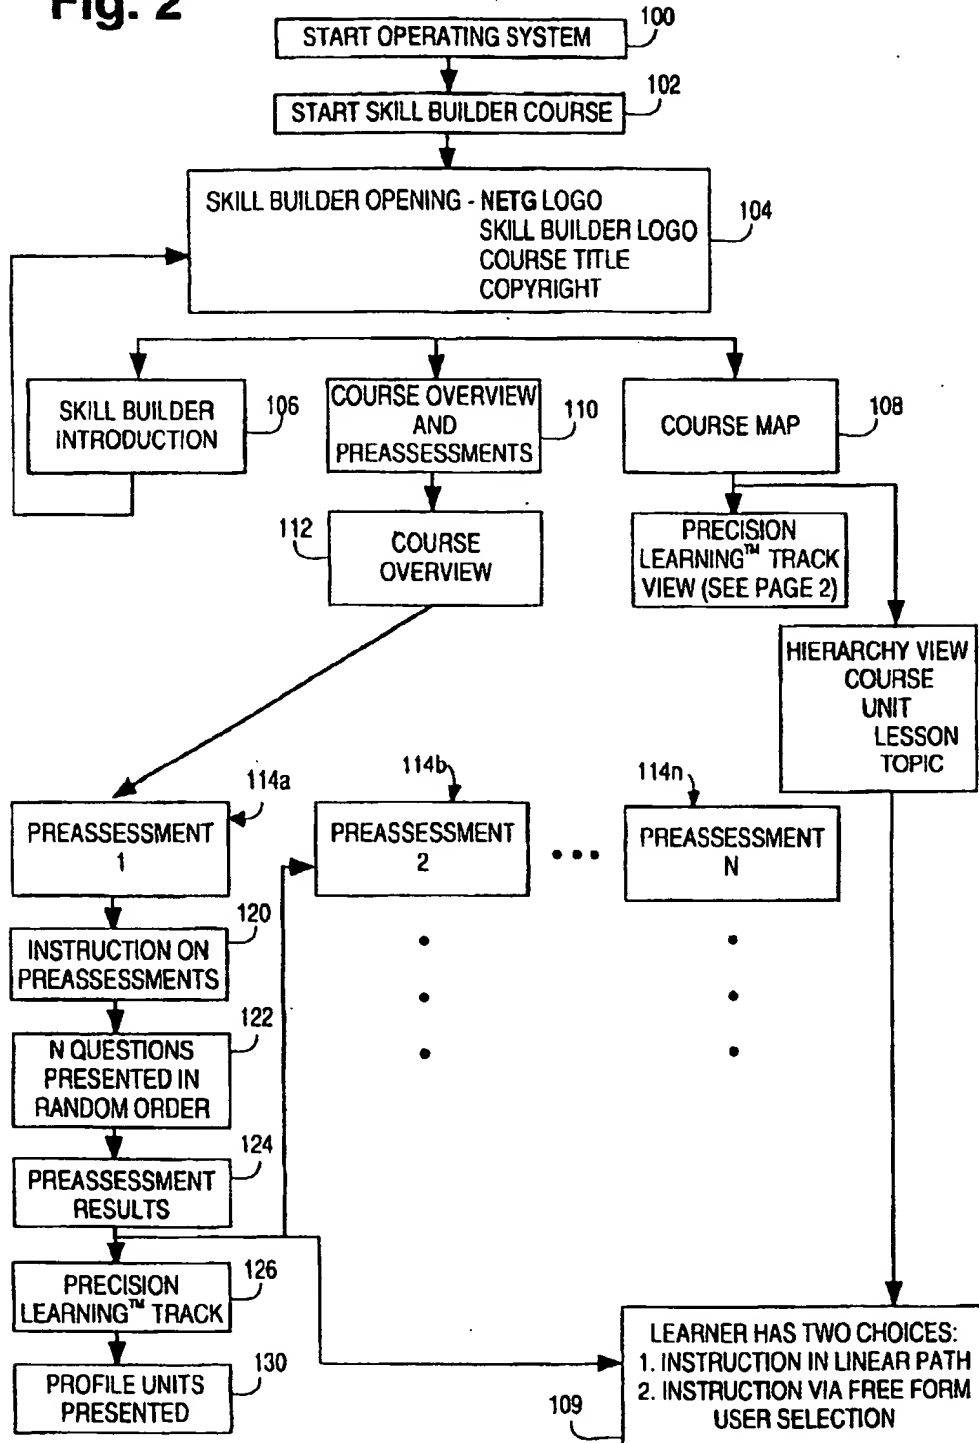 Fig. 2
START OPERATING SYSTEM
100
START SKILL BUILDER COURSE
102
SKILL BUILDER OPENING - NETG LOGO
SKILL BUILDER LOGO
COURSE TITLE
COPYRIGHT
104
SKILL BUILDER
INTRODUCTION
106
COURSE OVERVIEW
AND
PREASSESSMENTS
110
COURSE MAP
108
112
COURSE
OVERVIEW
PRECISION
LEARNING™ TRACK
VIEW (SEE PAGE 2)
HIERARCHY VIEW
COURSE
UNIT
LESSON
TOPIC
PREASSESSMENT
1
114a
114b
PREASSESSMENT
2
• • •
114n
PREASSESSMENT
N
INSTRUCTION ON
PREASSESSMENTS
120
N QUESTIONS
PRESENTED IN
RANDOM ORDER
122
PREASSESSMENT
RESULTS
124
PRECISION
LEARNING™ TRACK
126
PROFILE UNITS
PRESENTED
130
LEARNER HAS TWO CHOICES:
1. INSTRUCTION IN LINEAR PATH
2. INSTRUCTION VIA FREE FORM
USER SELECTION
109